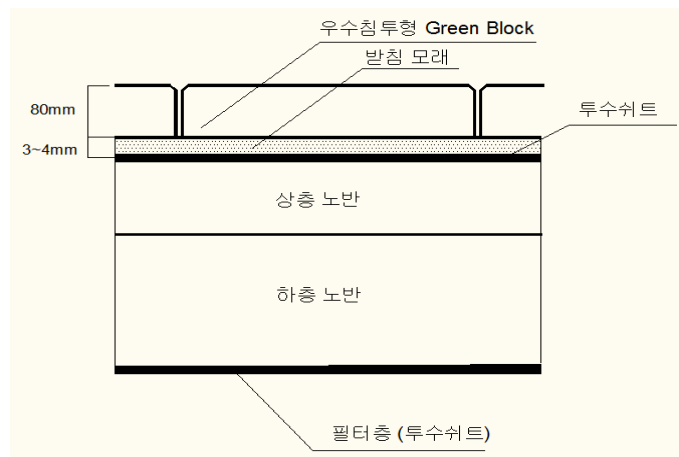 우수침투형 Green Block
받침 모래
80mm
투수쉬트
3~4mm
상층 노반
하층 노반
필터층 (투수쉬트)